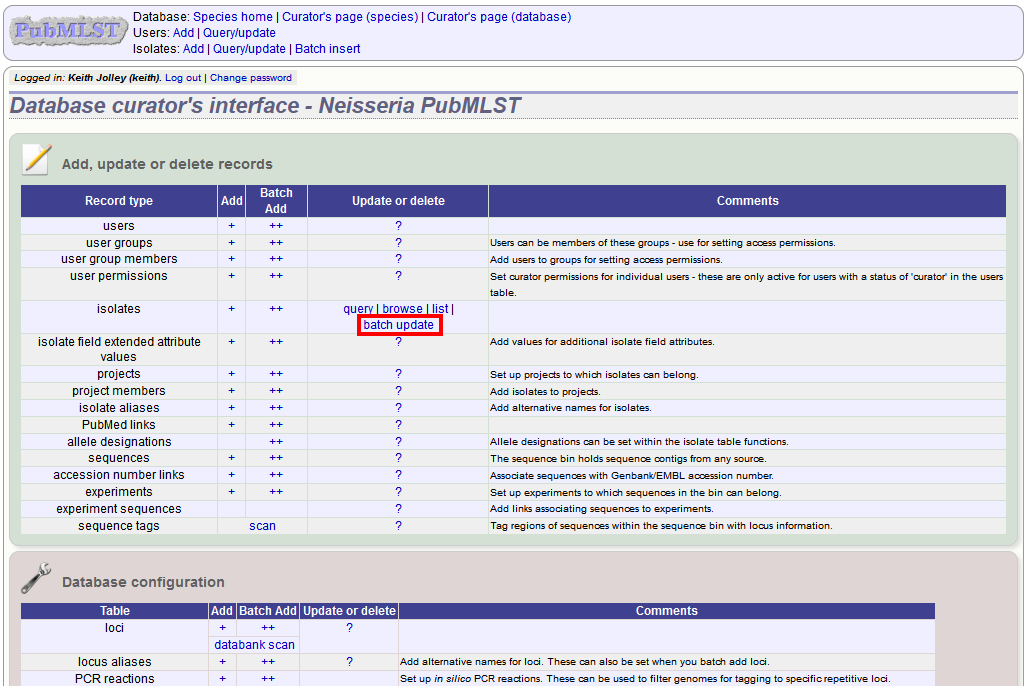 PubMLST
Database: Species home | Curator's page (species) | Curator's page (database)
Users: Add | Query/update
Isolates: Add | Query/update | Batch insert
Logged in: Keith Jolley (keith). Log out | Change password
Database curator's interface - Neisseria PubMLST
Add, update or delete records
Record type Add Batch Add Update or delete Comments
users + ++ ?
user groups + ++ ? Users can be members of these groups - use for setting access permissions.
user group members + ++ ? Add users to groups for setting access permissions.
user permissions + ++ ? Set curator permissions for individual users - these are only active for users with a status of 'curator' in the users
table.
isolates + ++ query | browse | list |
batch update
isolate field extended attribute + ++ ? Add values for additional isolate field attributes.
values
projects + ++ ? Set up projects to which isolates can belong.
project members + ++ ? Add isolates to projects.
isolate aliases + ++ ? Add alternative names for isolates.
PubMed links + ++ ?
allele designations ++ ? Allele designations can be set within the isolate table functions.
sequences + ++ ? The sequence bin holds sequence contigs from any source.
accession number links + ++ ? Associate sequences with Genbank/EMBL accession number.
experiments + ++ ? Set up experiments to which sequences in the bin can belong.
experiment sequences ? Add links associating sequences to experiments.
sequence tags scan ? Tag regions of sequences within the sequence bin with locus information.
Database configuration
Table Add Batch Add Update or delete Comments
loci + ++ ?
databank scan
locus aliases + ++ ? Add alternative names for loci. These can also be set when you batch add loci.
PCR reactions + ++ Set up in silico PCR reactions. These can be used to filter genomes for tagging to specific repetitive loci.